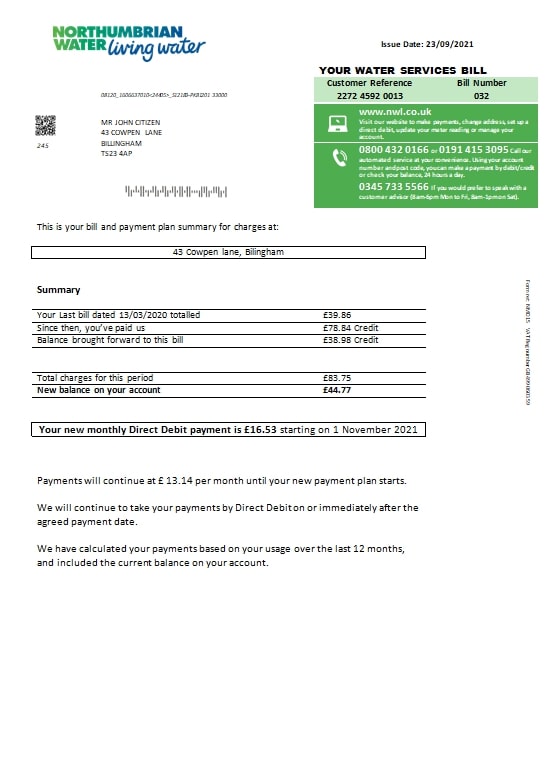 NORTHUMBRIAN
WATER living water
Issue Date: 23/09/2021
YOUR WATER SERVICES BILL
Customer Reference Bill Number
2272 4592 0013 032
www.nwl.co.uk
Visit our website to make payments, change address, set up a
direct debit, update your meter reading or manage your
account.
0800 432 0166 or 0191 415 3095 Call our
automated service at your convenience. Using your account
number and post code, you can make a payment by debit/credit
or check your balance, 24 hours a day.
0345 733 5566 If you would prefer to speak with a
customer advisor (8am-6pm Mon to Fri, 8am-1pm on Sat).
245
MR JOHN CITIZEN
43 COWPEN LANE
BILLINGHAM
TS23 4AP
This is your bill and payment plan summary for charges at:
43 Cowpen lane, Bilingham
Summary
Your Last bill dated 13/03/2020 totalled £39.86
Since then, you've paid us £78.84 Credit
Balance brought forward to this bill £38.98 Credit
Total charges for this period £83.75
New balance on your account £44.77
Your new monthly Direct Debit payment is £16.53 starting on 1 November 2021
Payments will continue at £ 13.14 per month until your new payment plan starts.
We will continue to take your payments by Direct Debit on or immediately after the
agreed payment date.
We have calculated your payments based on your usage over the last 12 months,
and included the current balance on your account.